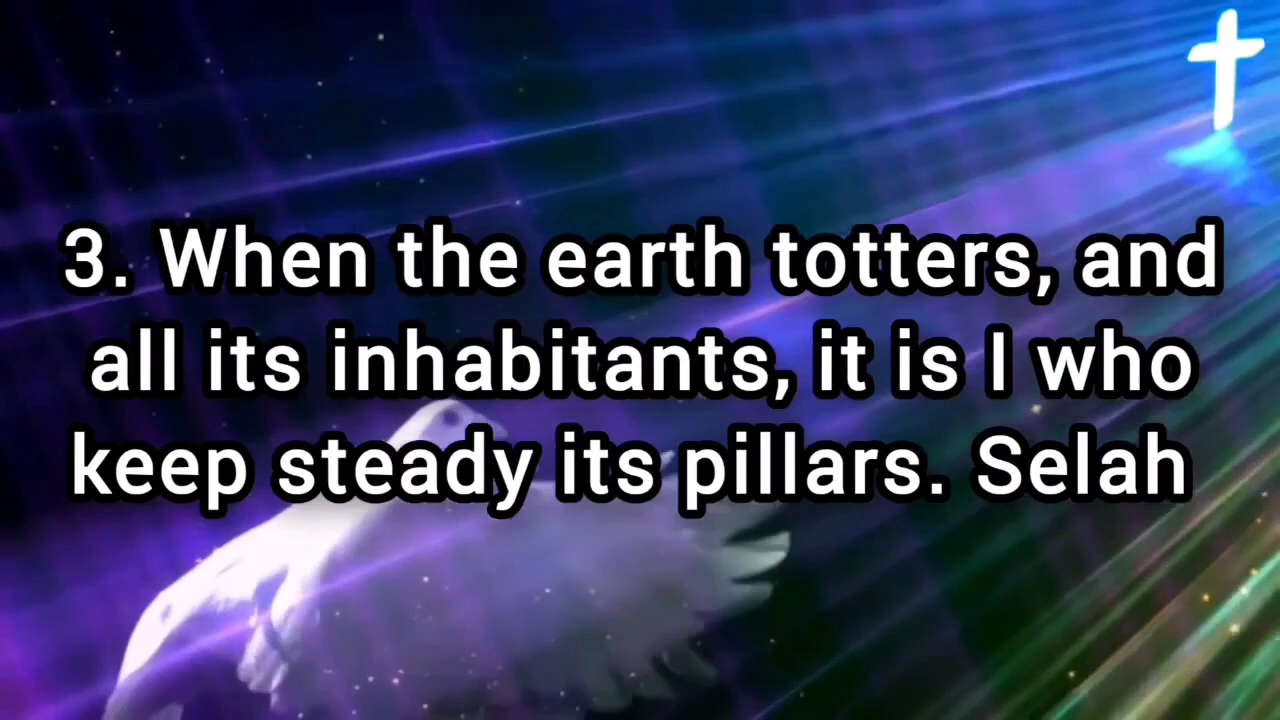 3. When the earth totters, and
all its inhabitants, it is I who
keep steady its pillars. Selah